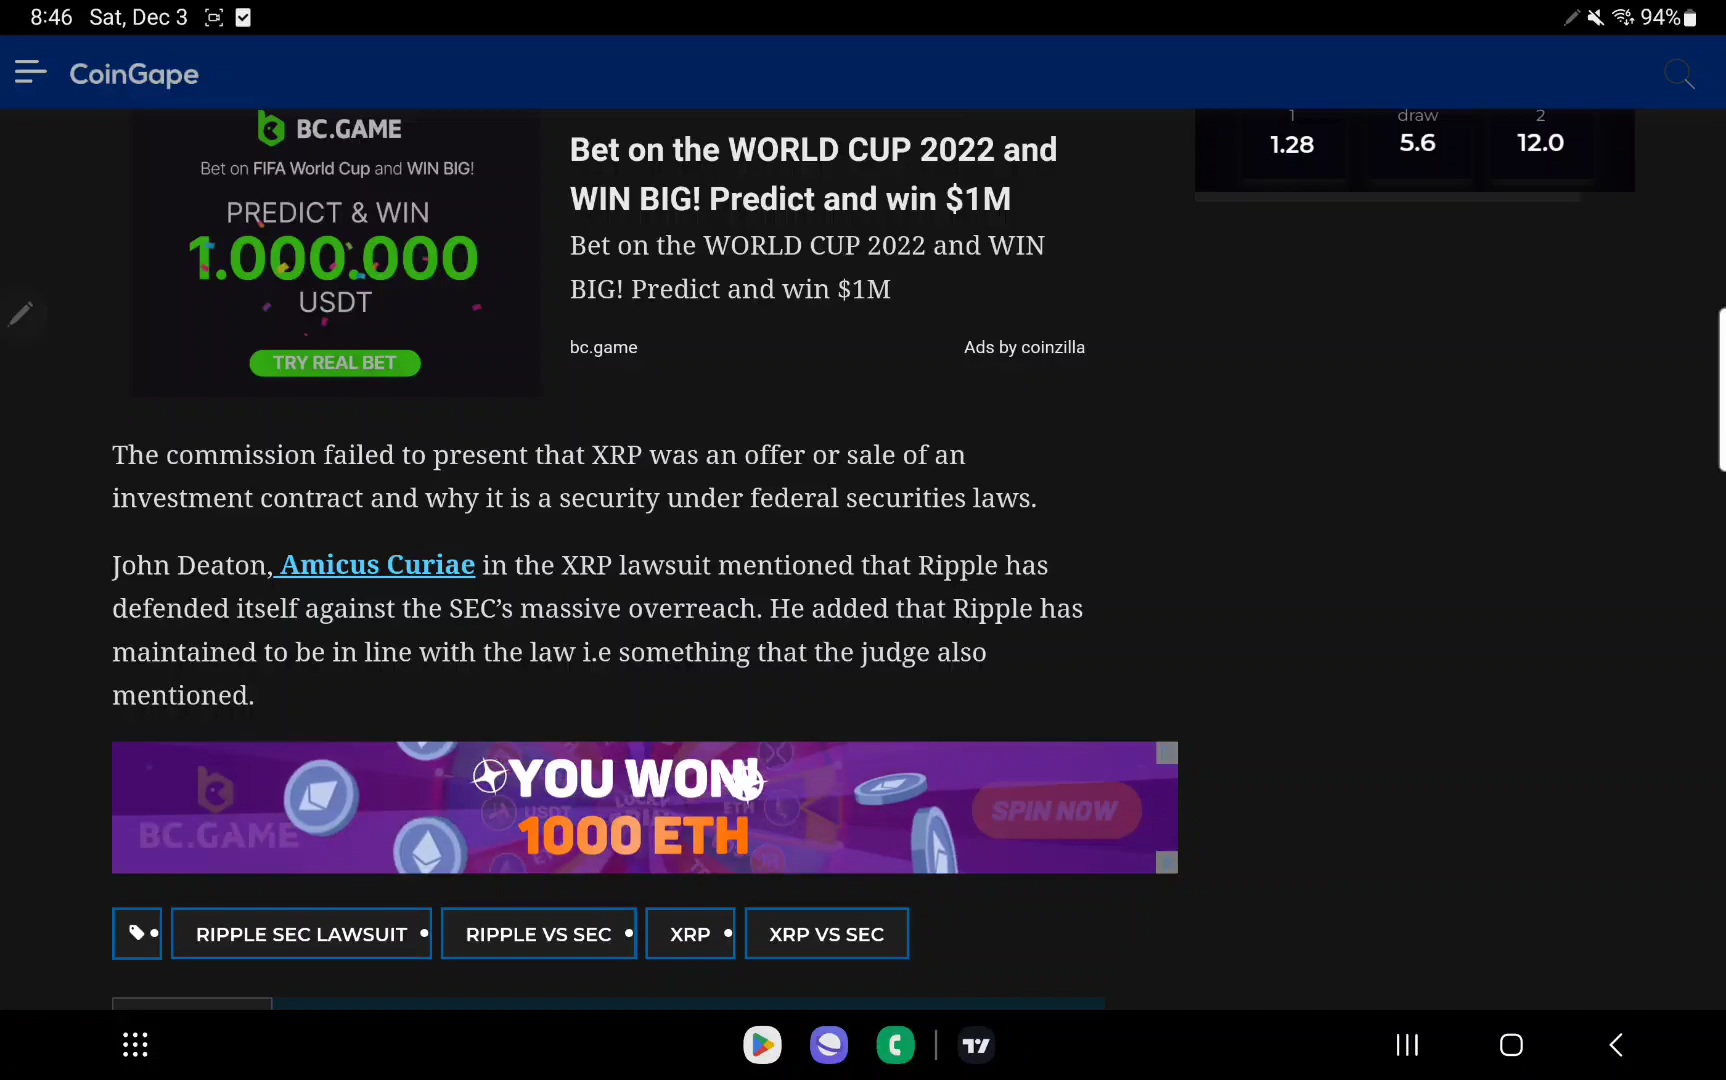 8:46 Sat, Dec 3
94%
CoinGape
BC.GAME
Bet on FIFA World Cup and WIN BIG!
PREDICT & WIN
1.000.000
USDT
TRY REAL BET
Bet on the WORLD CUP 2022 and
WIN BIG! Predict and win $1M
Bet on the WORLD CUP 2022 and WIN
BIG! Predict and win $1M
bc.game
Ads by coinzilla
1 draw 2
1.28 5.6 12.0
The commission failed to present that XRP was an offer or sale of an
investment contract and why it is a security under federal securities laws.
John Deaton, Amicus Curiae in the XRP lawsuit mentioned that Ripple has
defended itself against the SEC’s massive overreach. He added that Ripple has
maintained to be in line with the law i.e something that the judge also
mentioned.
BC.GAME
YOU WON!
1000 ETH
SPIN NOW
RIPPLE SEC LAWSUIT
RIPPLE VS SEC
XRP
XRP VS SEC